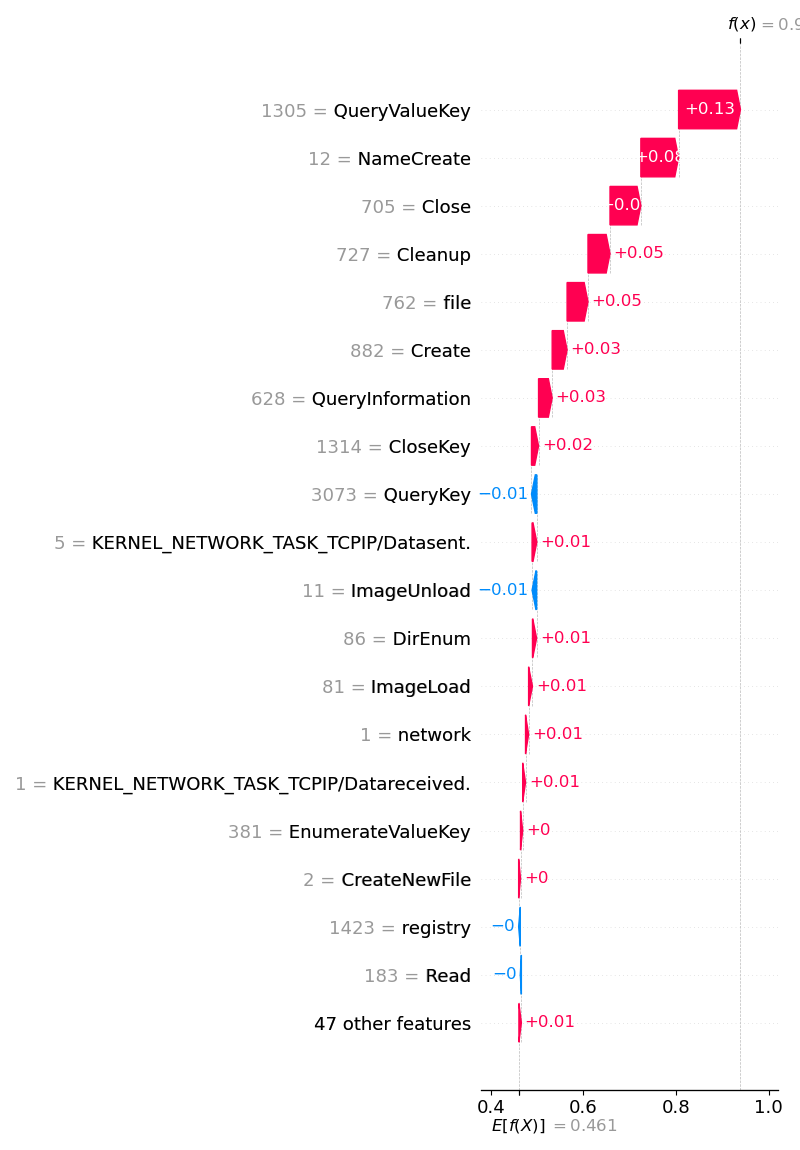 f(x) = 0.9
1305 = QueryValueKey +0.13
12 = NameCreate +0.08
705 = Close
727 = Cleanup +0.05
762 = file +0.05
882 = Create +0.03
628 = QueryInformation +0.03
1314 = CloseKey +0.02
3073 = QueryKey −0.01
5 = KERNEL_NETWORK_TASK_TCPIP/Datasent. +0.01
11 = ImageUnload −0.01
86 = DirEnum +0.01
81 = ImageLoad +0.01
1 = network +0.01
1 = KERNEL_NETWORK_TASK_TCPIP/Datareceived. +0.01
381 = EnumerateValueKey +0
2 = CreateNewFile +0
1423 = registry −0
183 = Read −0
47 other features +0.01
0.4 0.6 0.8 1.0
E[f(X)] = 0.461